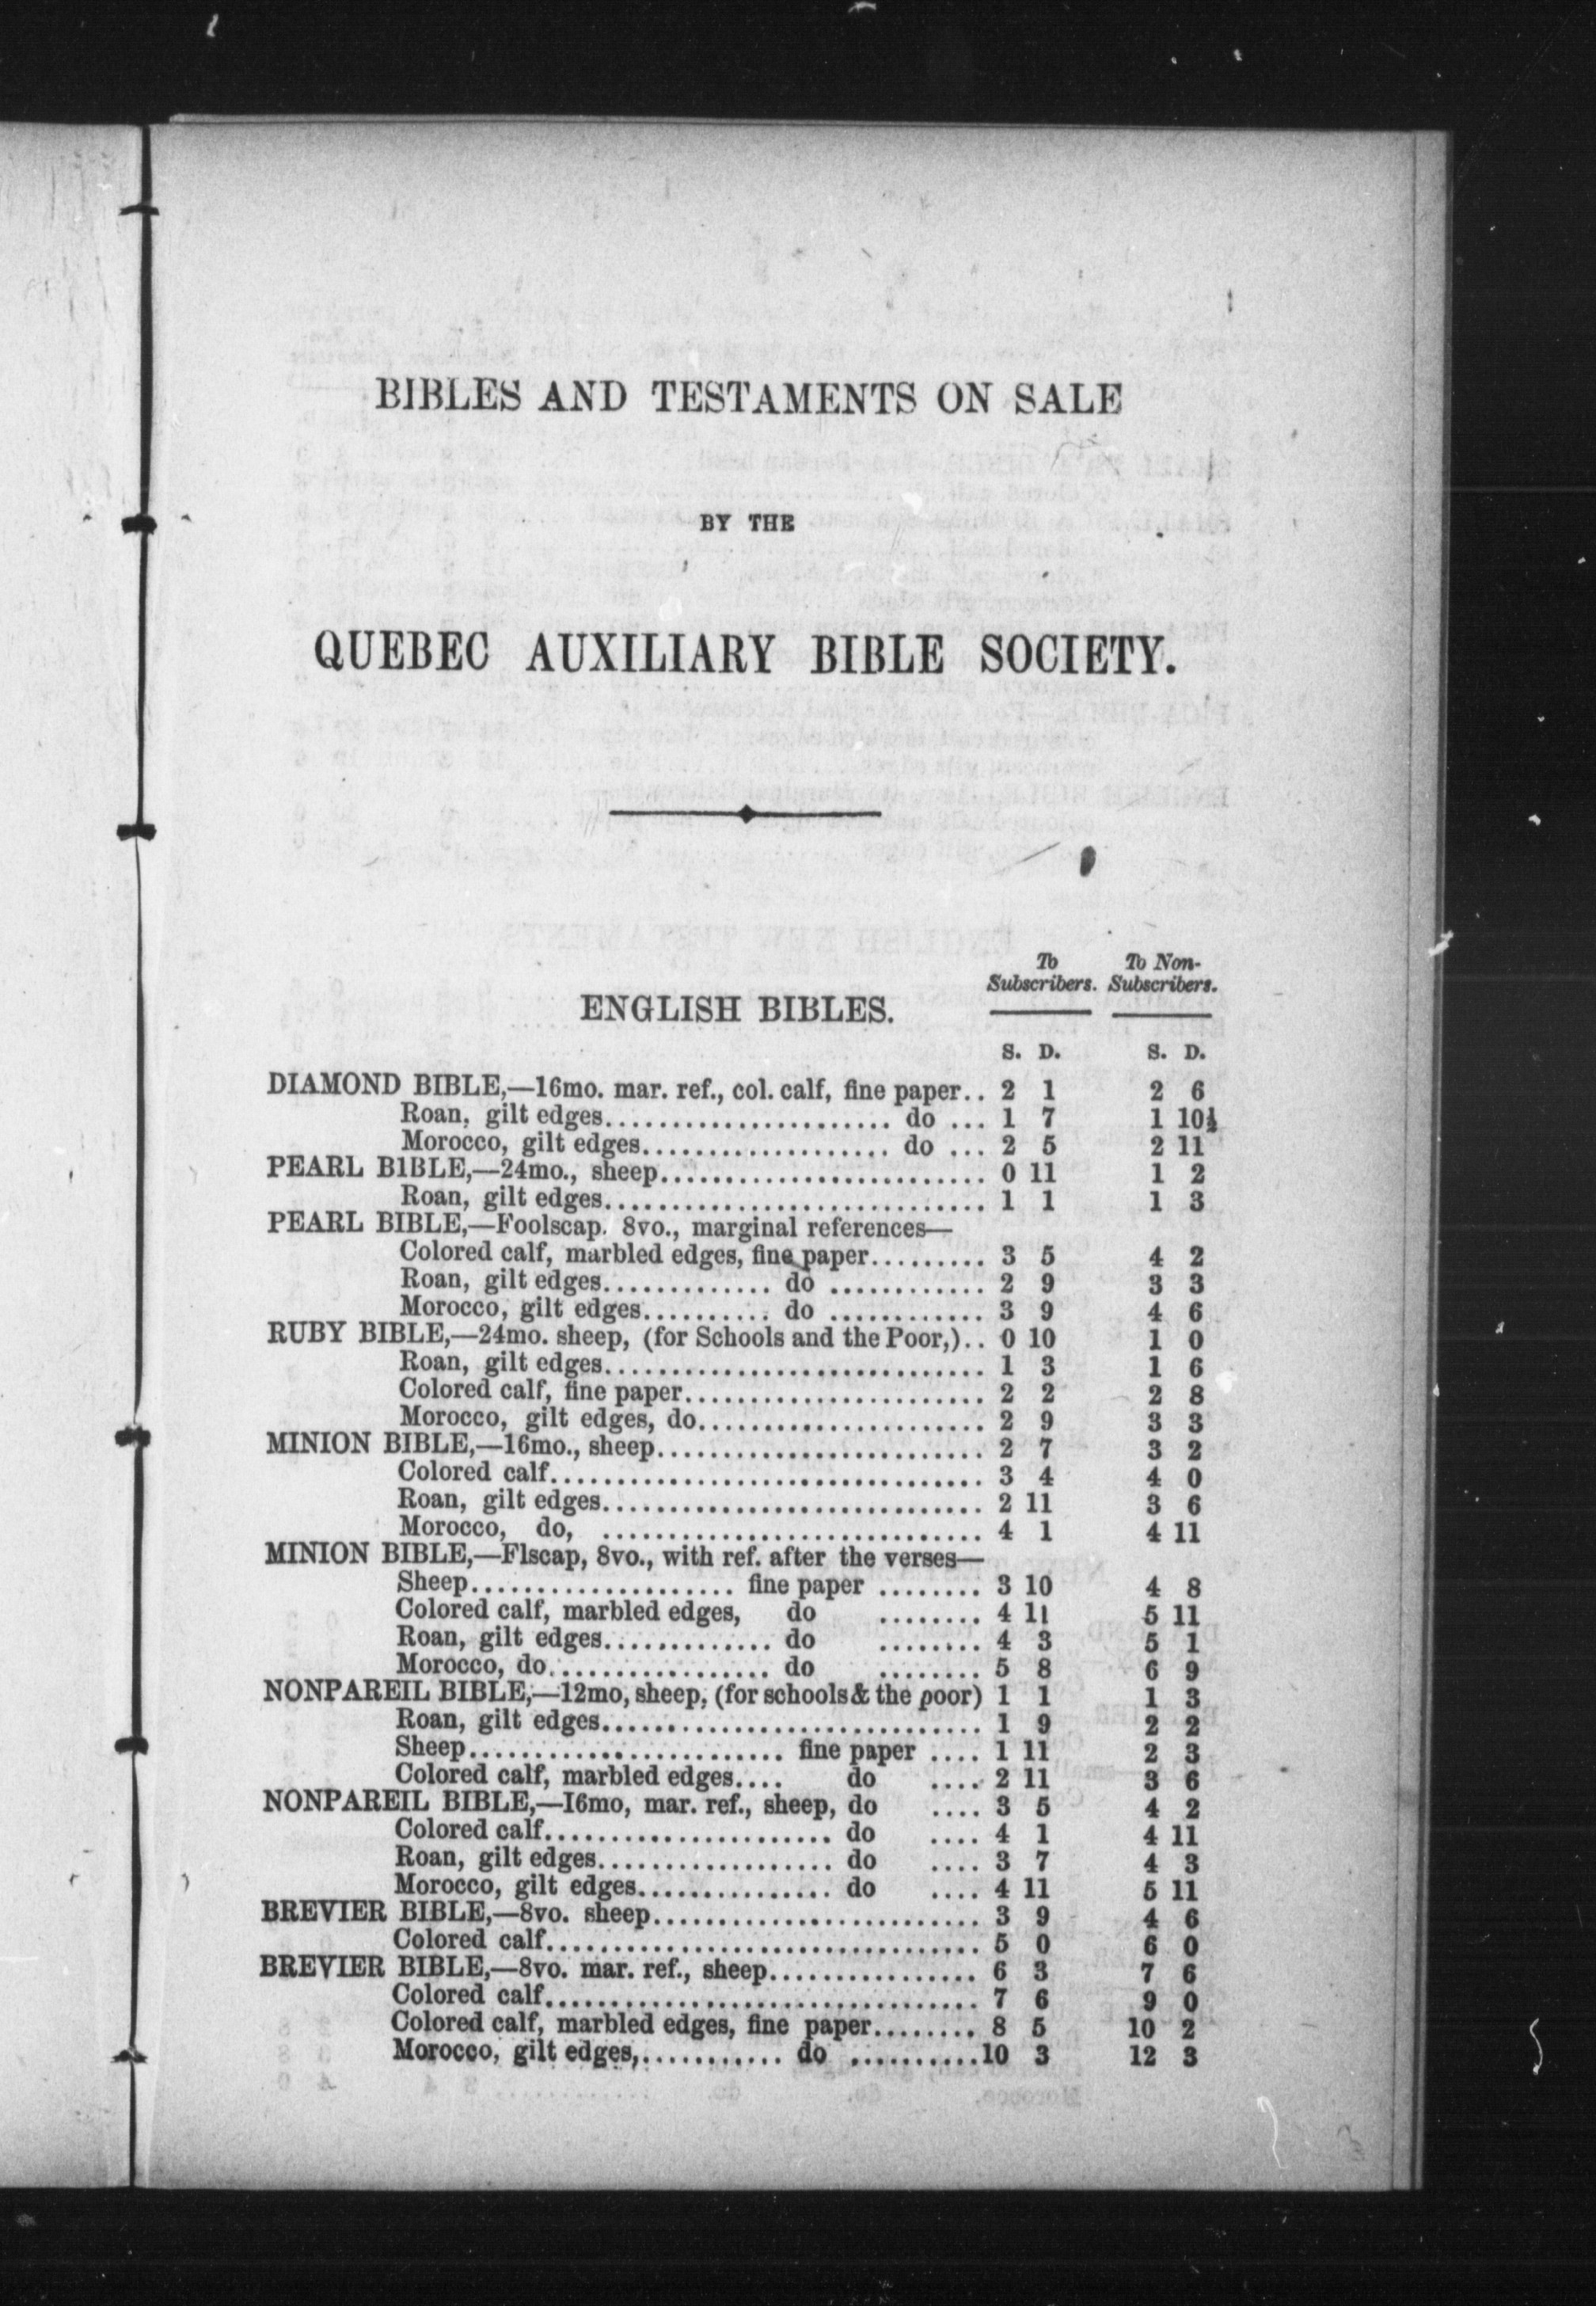 BIBLES AND TESTAMENTS ON SALE
BY THE
QUEBEC AUXILIARY BIBLE SOCIETY.
To Subscribers. To Non-Subscribers.
ENGLISH BIBLES.
S. D. S. D.
DIAMOND BIBLE,—16mo. mar. ref., col. calf, fine paper.. 2 1 2 6
Roan, gilt edges...................... do ... 1 7 1 10½
Morocco, gilt edges................... do ... 2 5 2 11
PEARL BIBLE,—24mo., sheep......................... 0 11 1 2
Roan, gilt edges............................. 1 1 1 3
PEARL BIBLE,—Foolscap. 8vo., marginal references—
Colored calf, marbled edges, fine paper......... 3 5 4 2
Roan, gilt edges............. do ............ 2 9 3 3
Morocco, gilt edges.......... do ............ 3 9 4 6
RUBY BIBLE,—24mo. sheep, (for Schools and the Poor,).. 0 10 1 0
Roan, gilt edges............................. 1 3 1 6
Colored calf, fine paper....................... 2 2 2 8
Morocco, gilt edges, do...................... 2 9 3 3
MINION BIBLE,—16mo., sheep......................... 2 7 3 2
Colored calf................................. 3 4 4 0
Roan, gilt edges............................. 2 11 3 6
Morocco, do, ............................. 4 1 4 11
MINION BIBLE,—Flscap, 8vo., with ref. after the verses—
Sheep.................... fine paper ........ 3 10 4 8
Colored calf, marbled edges, do ........ 4 11 5 11
Roan, gilt edges............. do ........ 4 3 5 1
Morocco, do................. do ........ 5 8 6 9
NONPAREIL BIBLE,—12mo, sheep, (for schools & the poor) 1 1 1 3
Roan, gilt edges............................. 1 9 2 2
Sheep........................ fine paper .... 1 11 2 3
Colored calf, marbled edges.... do .... 2 11 3 6
NONPAREIL BIBLE,—I6mo, mar. ref., sheep, do .... 3 5 4 2
Colored calf...................... do .... 4 1 4 11
Roan, gilt edges.................. do .... 3 7 4 3
Morocco, gilt edges............... do .... 4 11 5 11
BREVIER BIBLE,—8vo. sheep......................... 3 9 4 6
Colored calf................................. 5 0 6 0
BREVIER BIBLE,—8vo. mar. ref., sheep................ 6 3 7 6
Colored calf................................. 7 6 9 0
Colored calf, marbled edges, fine paper........ 8 5 10 2
Morocco, gilt edges,........... do ..........10 3 12 3